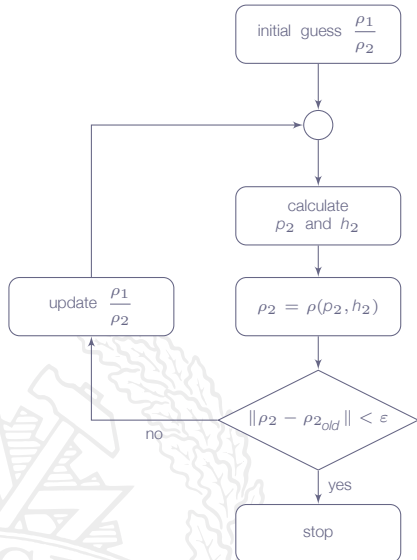 initial guess ρ1/ρ2
calculate
p2 and h2
update ρ1/ρ2
ρ2 = ρ(p2, h2)
‖ρ2 − ρ2old‖ < ε
no
yes
stop